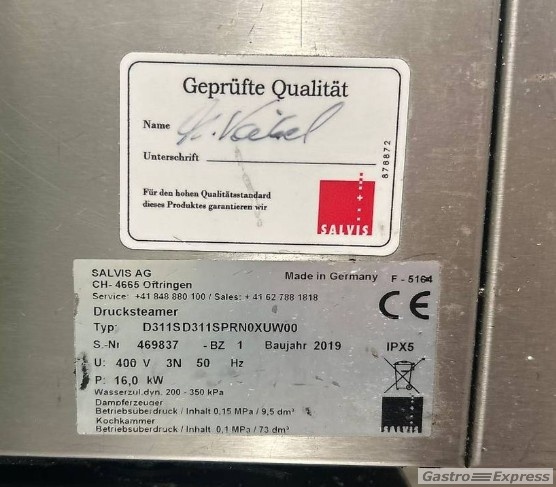 Geprüfte Qualität
Name
Unterschrift
Für den hohen Qualitätsstandard
dieses Produktes garantieren wir
SALVIS
878872
SALVIS AG
CH- 4665 Oftringen
Made in Germany F - 5164
Service: +41 848 880 100 / Sales: + 41 62 788 1818
Drucksteamer
Typ: D311SD311SPRN0XUW00
S.-Nr 469837 -BZ 1 Baujahr 2019 IPX5
U: 400 V 3N 50 Hz
P: 16,0 kW
Wasserzul.dyn. 200 - 350 kPa
Dampferzeuger
Betriebsüberdruck / Inhalt 0,15 MPa / 9,5 dm³
Kochkammer
Betriebsüberdruck / Inhalt 0,1 MPa / 73 dm³
CE
SALVIS
Gastro Express